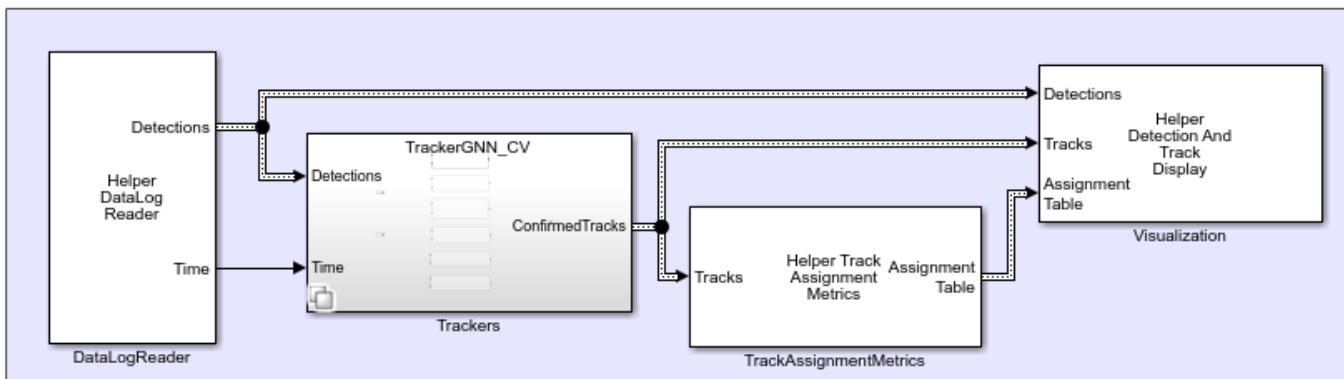 Detections
Helper
DataLog
Reader
Time
DataLogReader
TrackerGNN_CV
Detections
ConfirmedTracks
Time
Trackers
Tracks
Helper Track
Assignment
Metrics
Assignment
Table
TrackAssignmentMetrics
Detections
Tracks
Assignment
Table
Helper
Detection And
Track
Display
Visualization